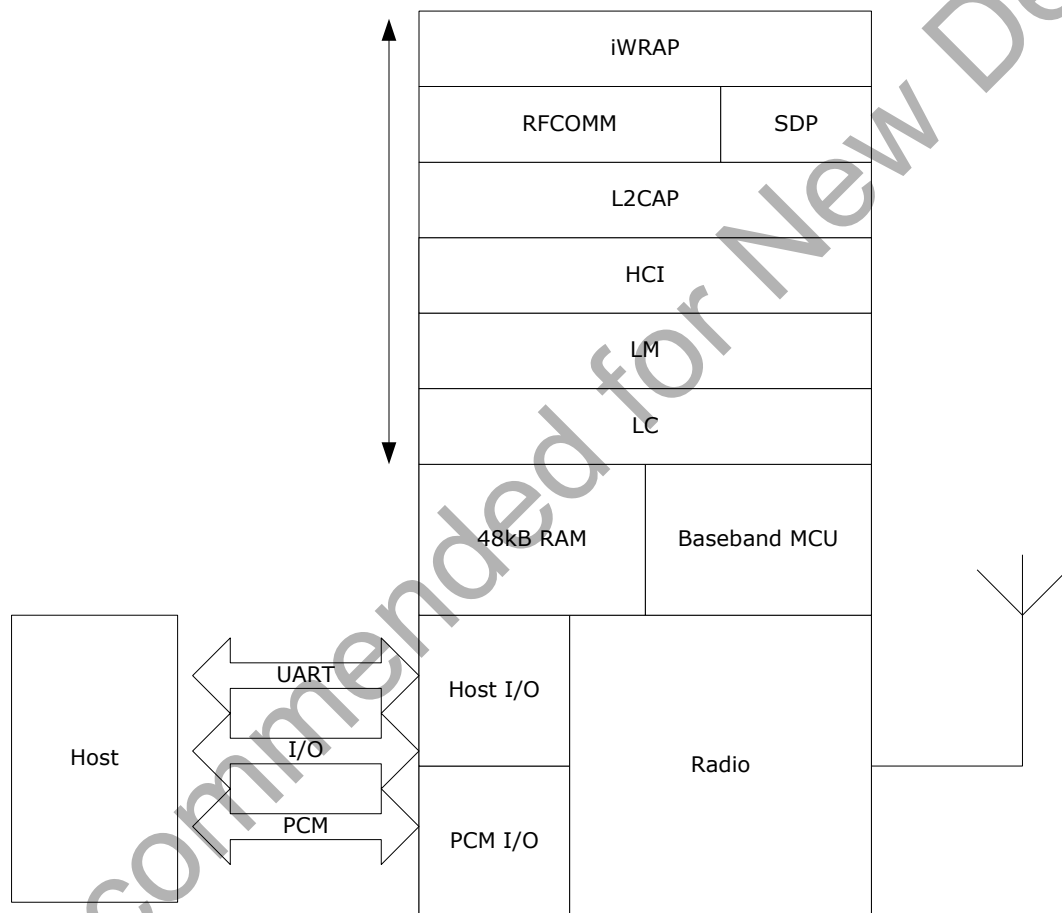 iWRAP
RFCOMM
SDP
L2CAP
HCI
LM
LC
48kB RAM
Baseband MCU
UART
Host I/O
Host
I/O
Radio
PCM
PCM I/O
commended for New De